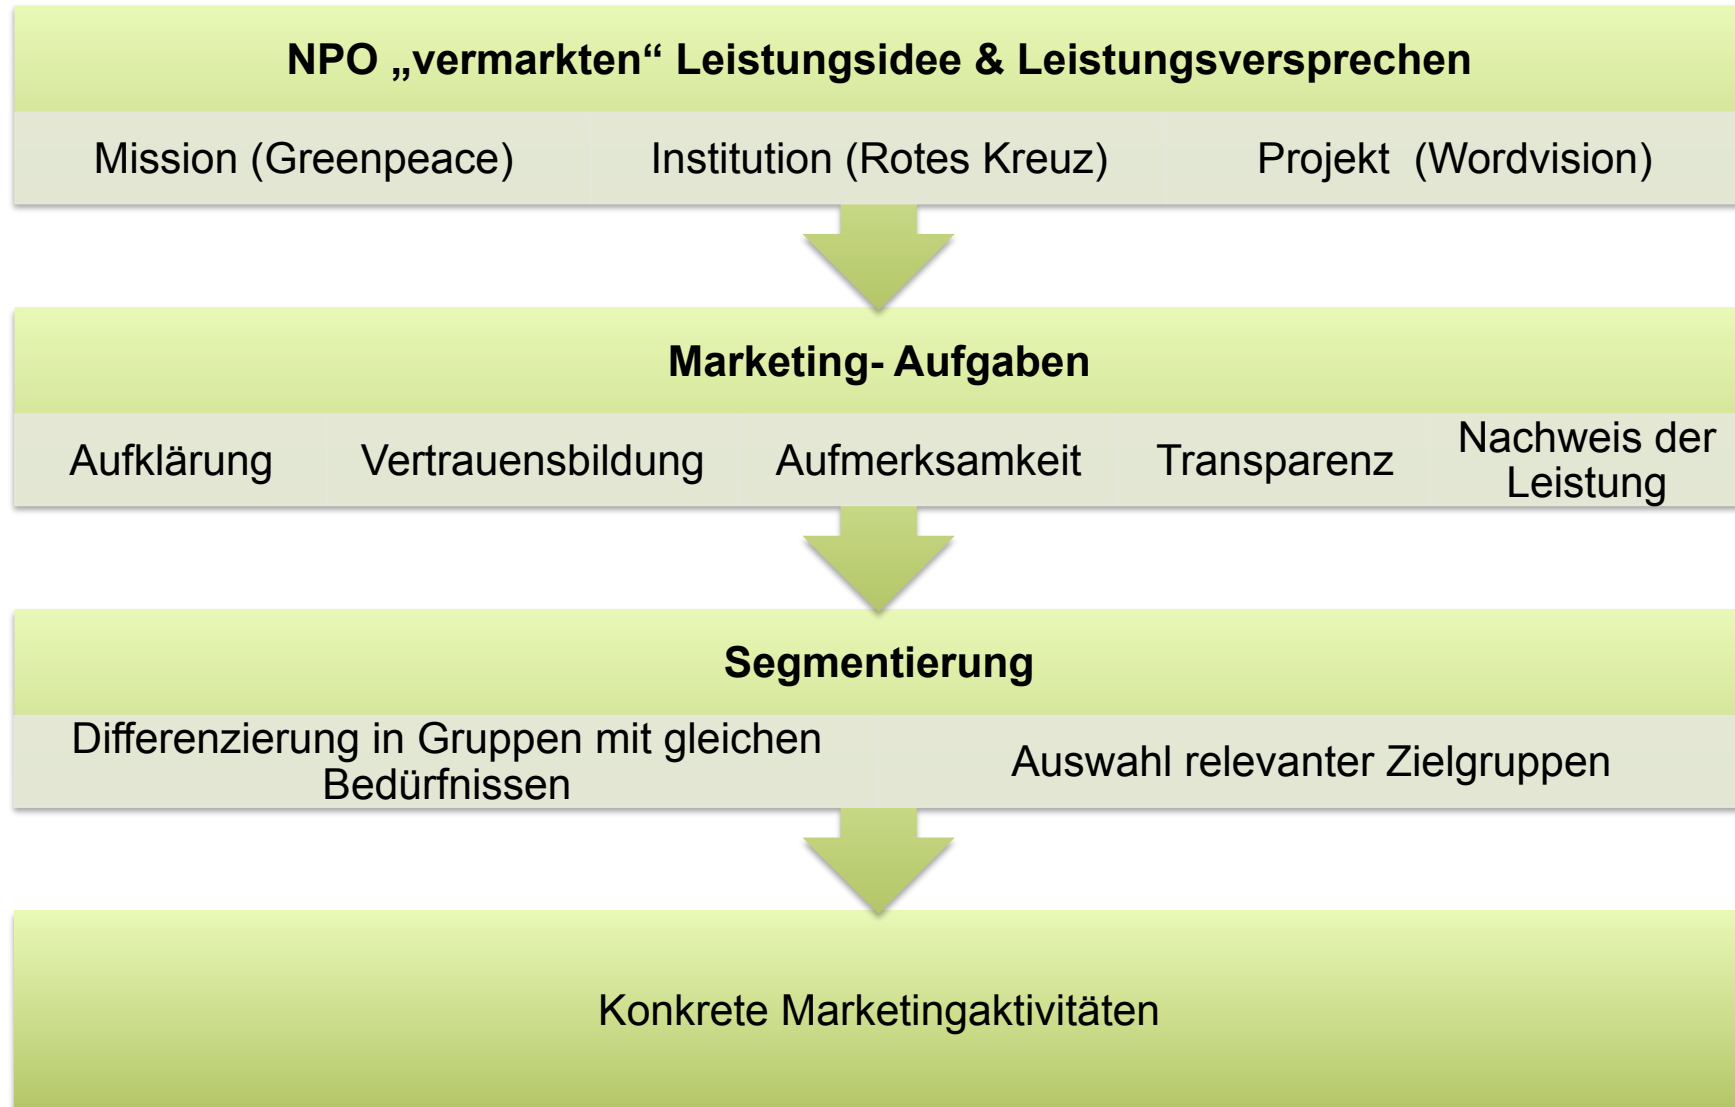 NPO „vermarkten“ Leistungsidee & Leistungsversprechen
Mission (Greenpeace)
Institution (Rotes Kreuz)
Projekt (Wordvision)
Marketing- Aufgaben
Aufklärung
Vertrauensbildung
Aufmerksamkeit
Transparenz
Nachweis der
Leistung
Segmentierung
Differenzierung in Gruppen mit gleichen
Bedürfnissen
Auswahl relevanter Zielgruppen
Konkrete Marketingaktivitäten